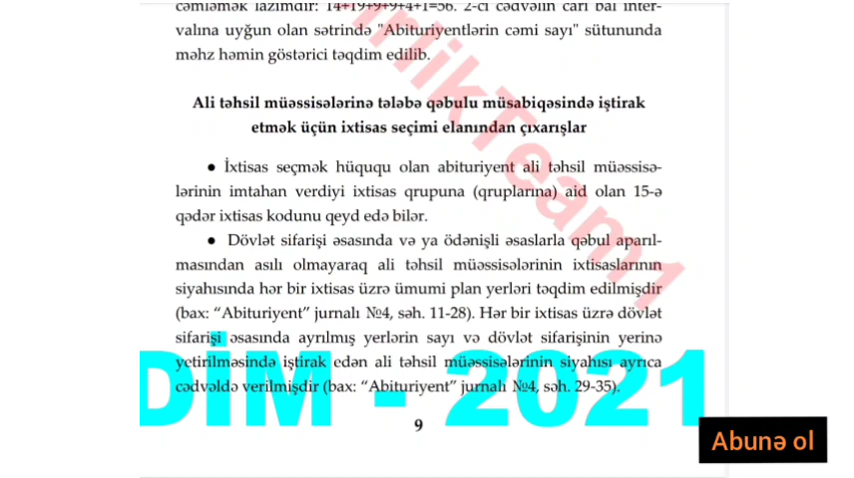 cəmləmək lazımdır: 14+19+9+9+4+1=56. 2-ci cədvəlin cari bal inter-
valına uyğun olan sətrində "Abituriyentlərin cəmi sayı" sütununda
məhz həmin göstərici təqdim edilib.
Ali təhsil müəssisələrinə tələbə qəbulu müsabiqəsində iştirak
etmək üçün ixtisas seçimi elanından çıxarışlar
● İxtisas seçmək hüququ olan abituriyent ali təhsil müəssisə-
lərinin imtahan verdiyi ixtisas qrupuna (qruplarına) aid olan 15-ə
qədər ixtisas kodunu qeyd edə bilər.
● Dövlət sifarişi əsasında və ya ödənişli əsaslarla qəbul aparıl-
masından asılı olmayaraq ali təhsil müəssisələrinin ixtisaslarının
siyahısında hər bir ixtisas üzrə ümumi plan yerləri təqdim edilmişdir
(bax: “Abituriyent” jurnalı №4, səh. 11-28). Hər bir ixtisas üzrə dövlət
sifarişi əsasında ayrılmış yerlərin sayı və dövlət sifarişinin yerinə
yetirilməsində iştirak edən ali təhsil müəssisələrinin siyahısı ayrıca
cədvəldə verilmişdir (bax: “Abituriyent” jurnalı №4, səh. 29-35).
DİM - 2021
9
Abunə ol